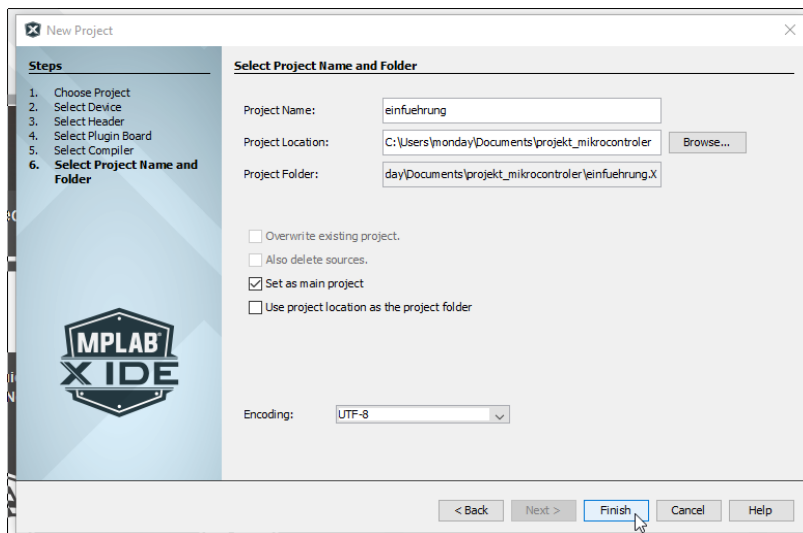 New Project
Steps
1. Choose Project
2. Select Device
3. Select Header
4. Select Plugin Board
5. Select Compiler
6. Select Project Name and
Folder
MPLAB
X IDE
Select Project Name and Folder
Project Name: einfuehrung
Project Location: C:\Users\monday\Documents\projekt_mikrocontroler Browse...
Project Folder: day\Documents\projekt_mikrocontroler\einfuehrung.X
Overwrite existing project.
Also delete sources.
Set as main project
Use project location as the project folder
Encoding: UTF-8
< Back Next > Finish Cancel Help